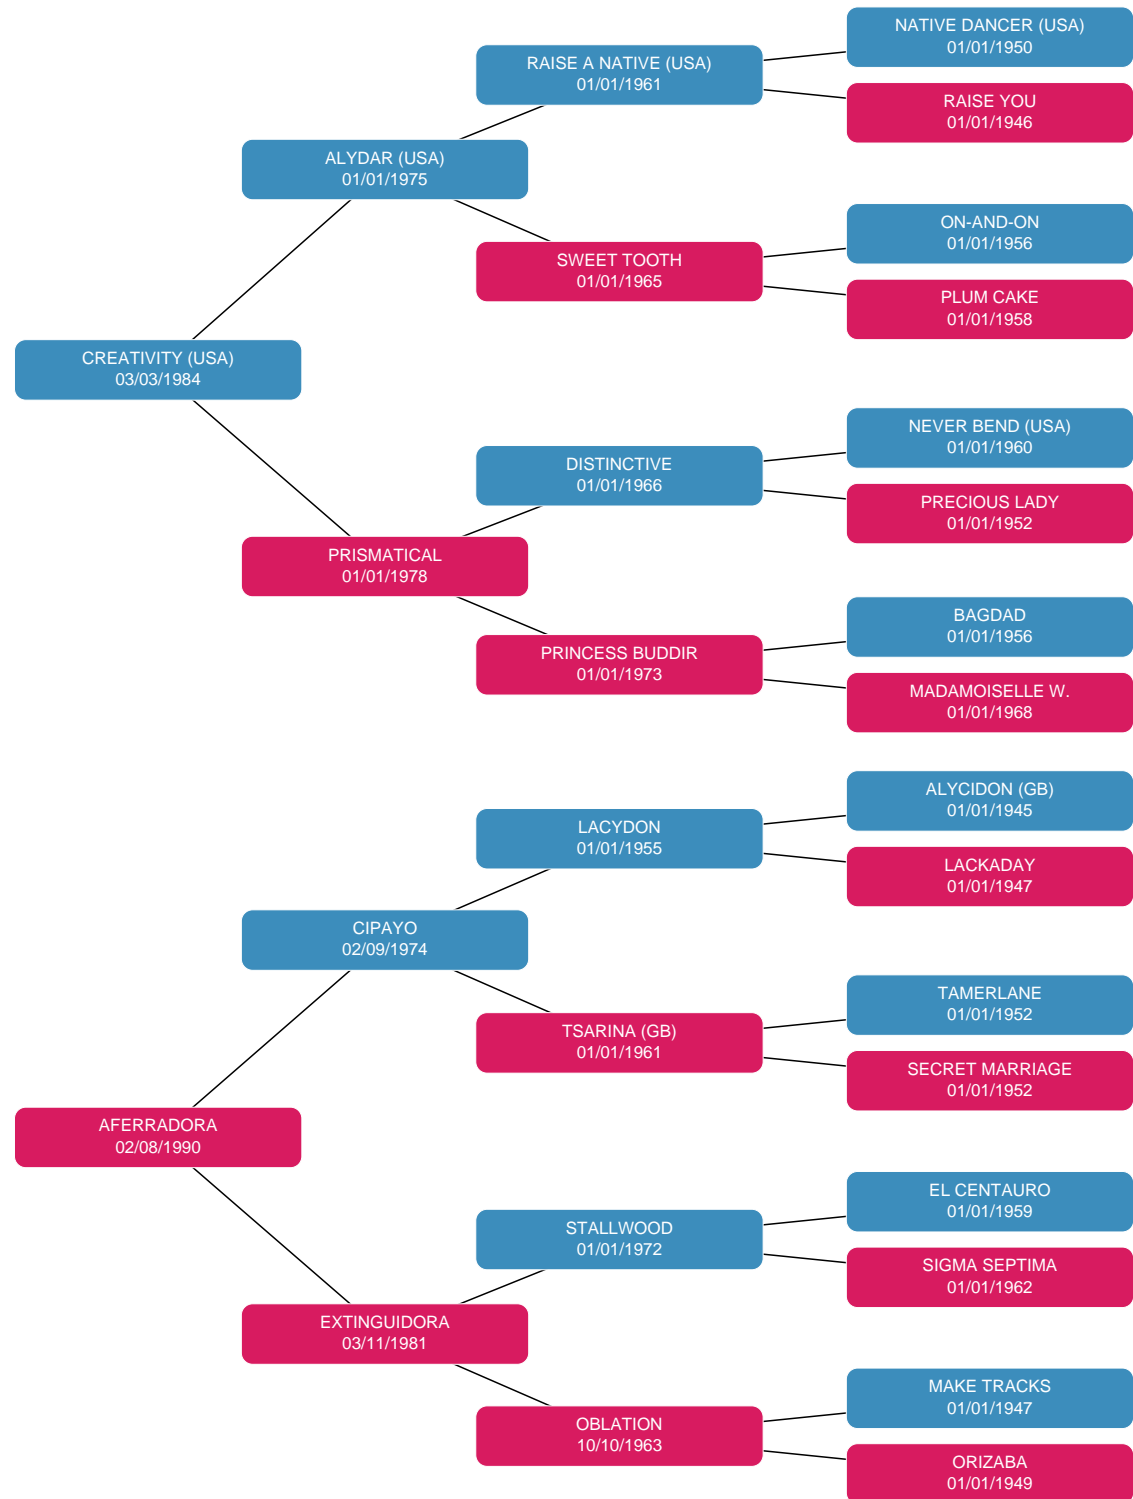 NATIVE DANCER (USA)
01/01/1950
RAISE A NATIVE (USA)
01/01/1961
RAISE YOU
01/01/1946
ALYDAR (USA)
01/01/1975
ON-AND-ON
01/01/1956
SWEET TOOTH
01/01/1965
PLUM CAKE
01/01/1958
CREATIVITY (USA)
03/03/1984
NEVER BEND (USA)
01/01/1960
DISTINCTIVE
01/01/1966
PRECIOUS LADY
01/01/1952
PRISMATICAL
01/01/1978
BAGDAD
01/01/1956
PRINCESS BUDDIR
01/01/1973
MADAMOISELLE W.
01/01/1968
ALYCIDON (GB)
01/01/1945
LACYDON
01/01/1955
LACKADAY
01/01/1947
CIPAYO
02/09/1974
TAMERLANE
01/01/1952
TSARINA (GB)
01/01/1961
SECRET MARRIAGE
01/01/1952
AFERRADORA
02/08/1990
EL CENTAURO
01/01/1959
STALLWOOD
01/01/1972
SIGMA SEPTIMA
01/01/1962
EXTINGUIDORA
03/11/1981
MAKE TRACKS
01/01/1947
OBLATION
10/10/1963
ORIZABA
01/01/1949